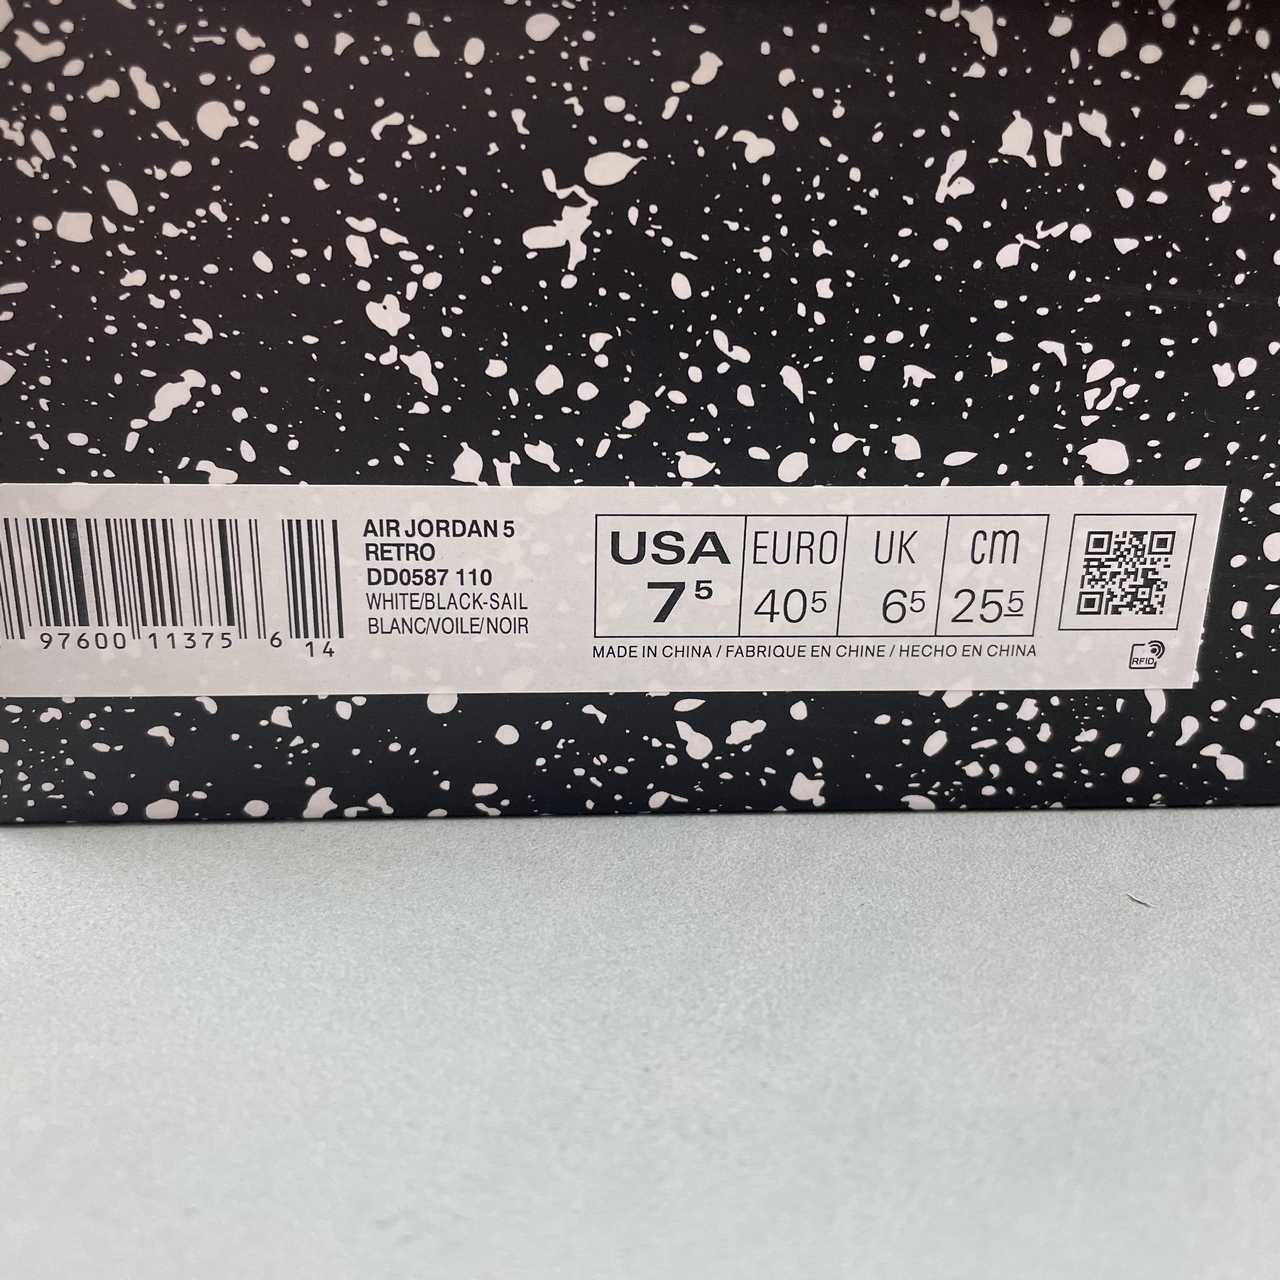 97600 11375 6
14
AIR JORDAN 5
RETRO
DD0587 110
WHITE/BLACK-SAIL
BLANC/VOILE/NOIR
USA EURO UK CM
7⁵ 40⁵ 6⁵ 25⁵
MADE IN CHINA / FABRIQUE EN CHINE / HECHO EN CHINA
RFID